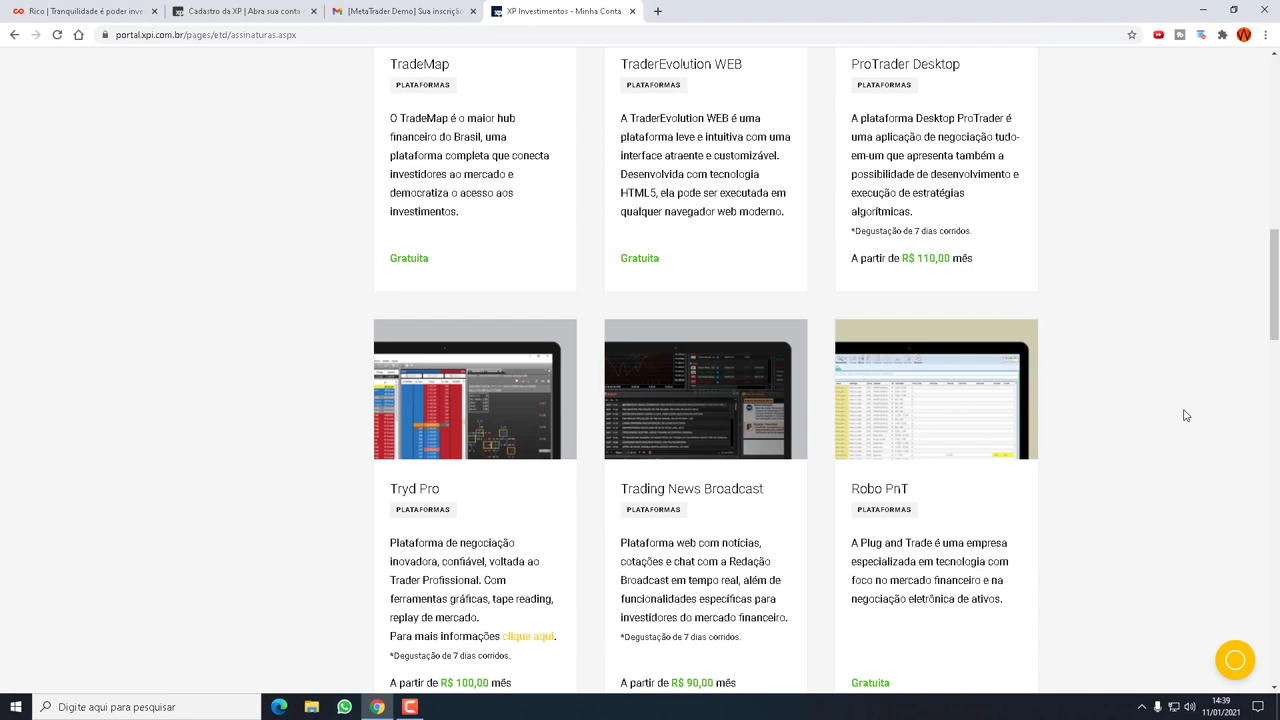 Rico | Tranquilidade é poder inves
Cadastro da XP | Abra sua conta
[MetaTrader Demo] Sua inscrição
XP Investimentos - Minha Conta
portal.xpi.com.br/pages/etd/assinaturas.aspx
TradeMap
PLATAFORMAS
O TradeMap é o maior hub
financeiro do Brasil, uma
plataforma completa que conecta
investidores ao mercado e
democratiza o acesso aos
investimentos.
Gratuita
TraderEvolution WEB
PLATAFORMAS
A TraderEvolution WEB é uma
plataforma leve e intuitiva com uma
interface atraente e customizável.
Desenvolvida com tecnologia
HTML5, ela pode ser executada em
qualquer navegador web moderno.
Gratuita
ProTrader Desktop
PLATAFORMAS
A plataforma Desktop ProTrader é
uma aplicação de negociação tudo-
em-um que apresenta também a
possibilidade de desenvolvimento e
execução de estratégias
algorítmicas.
*Degustação de 7 dias corridos.
A partir de R$ 110,00 mês
Tryd Pro
PLATAFORMAS
Plataforma de negociação
inovadora, confiável, voltada ao
Trader Profissional. Com
ferramentas gráficas, tape reading,
replay de mercado.
Para mais informações clique aqui.
*Degustação de 7 dias corridos.
A partir de R$ 100,00 mês
Trading News Broadcast
PLATAFORMAS
Plataforma web com notícias,
cotações e chat com a Redação
Broadcast em tempo real, além de
funcionalidades específicas para
investidores do mercado financeiro.
*Degustação de 7 dias corridos.
A partir de R$ 90,00 mês
Robo PnT
PLATAFORMAS
A Plug and Trade é uma empresa
especializada em tecnologia com
foco no mercado financeiro e na
negociação eletrônica de ativos.
Gratuita
Digite aqui para pesquisar
14:39
11/01/2021